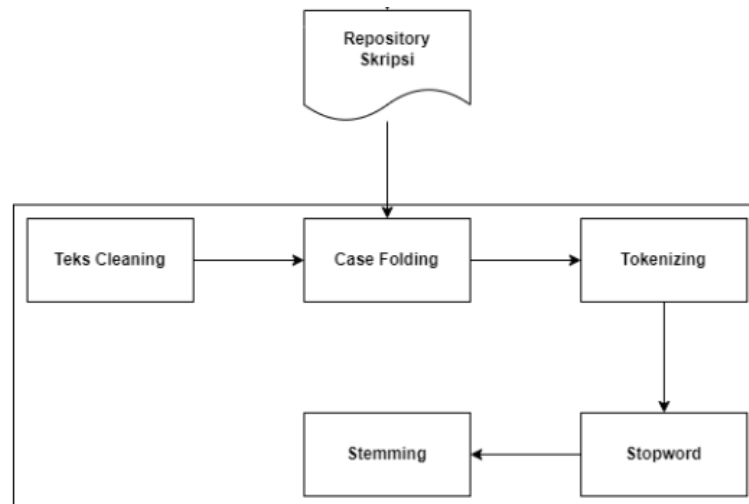 Repository
Skripsi
Teks Cleaning
Case Folding
Tokenizing
Stemming
Stopword